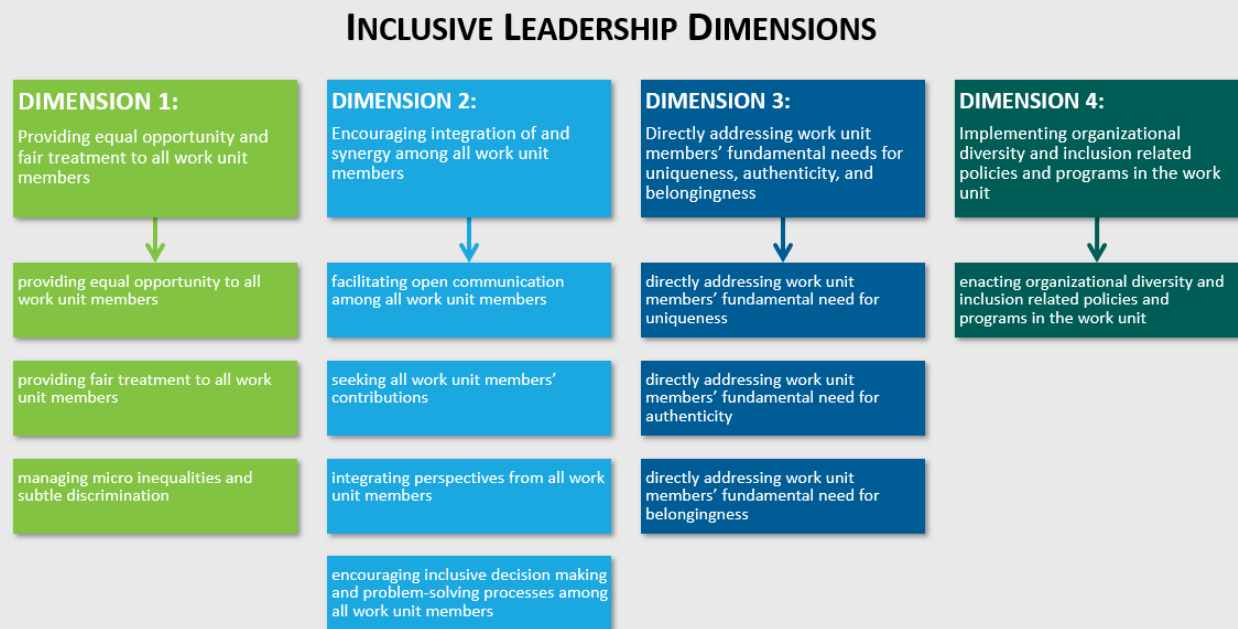 INCLUSIVE LEADERSHIP DIMENSIONS
DIMENSION 1:
Providing equal opportunity and
fair treatment to all work unit
members
providing equal opportunity to all
work unit members
providing fair treatment to all work
unit members
managing micro inequalities and
subtle discrimination
DIMENSION 2:
Encouraging integration of and
synergy among all work unit
members
facilitating open communication
among all work unit members
seeking all work unit members’
contributions
integrating perspectives from all work
unit members
encouraging inclusive decision making
and problem-solving processes among
all work unit members
DIMENSION 3:
Directly addressing work unit
members’ fundamental needs for
uniqueness, authenticity, and
belongingness
directly addressing work unit
members’ fundamental need for
uniqueness
directly addressing work unit
members’ fundamental need for
authenticity
directly addressing work unit
members’ fundamental need for
belongingness
DIMENSION 4:
Implementing organizational
diversity and inclusion related
policies and programs in the work
unit
enacting organizational diversity and
inclusion related policies and
programs in the work unit